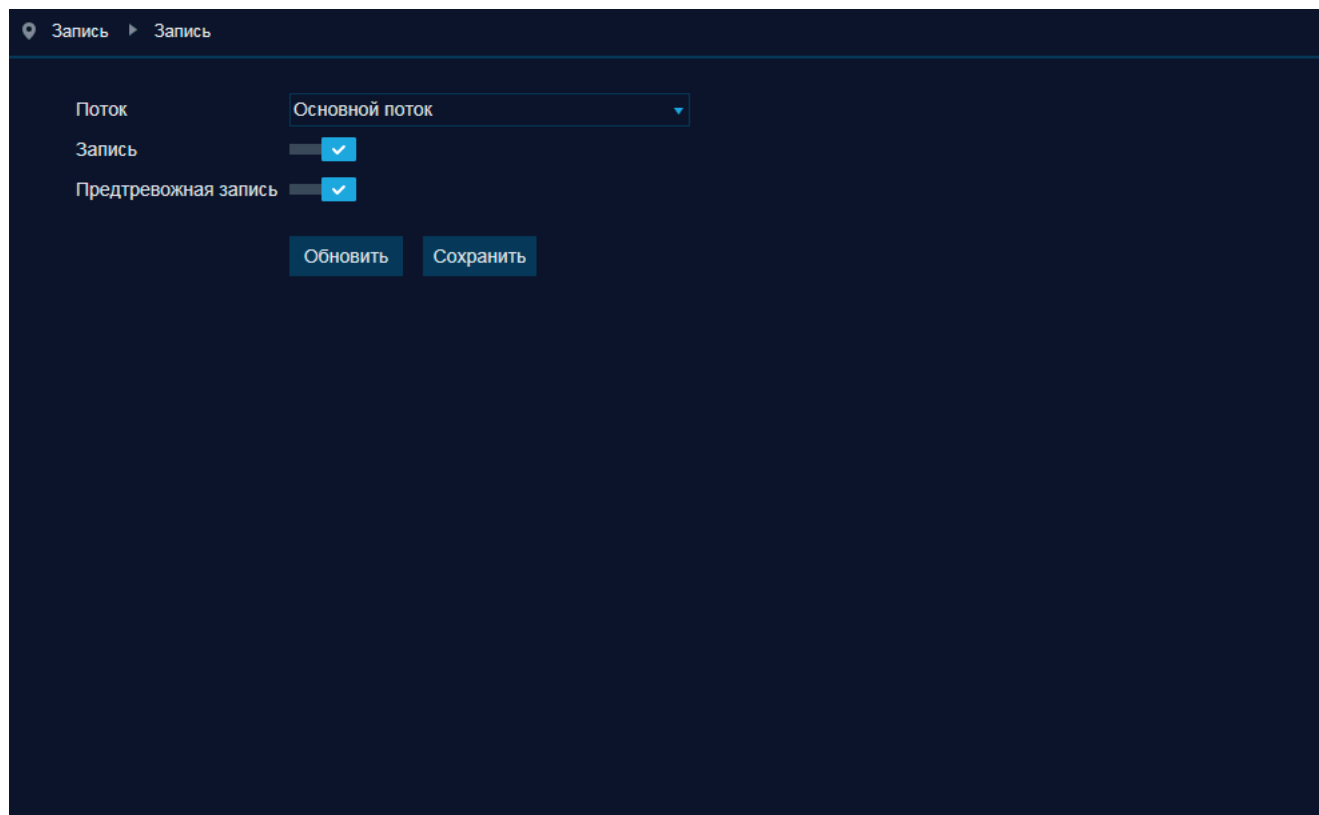 Запись Запись
Поток Основной поток
Запись
Предтревожная запись
Обновить Сохранить